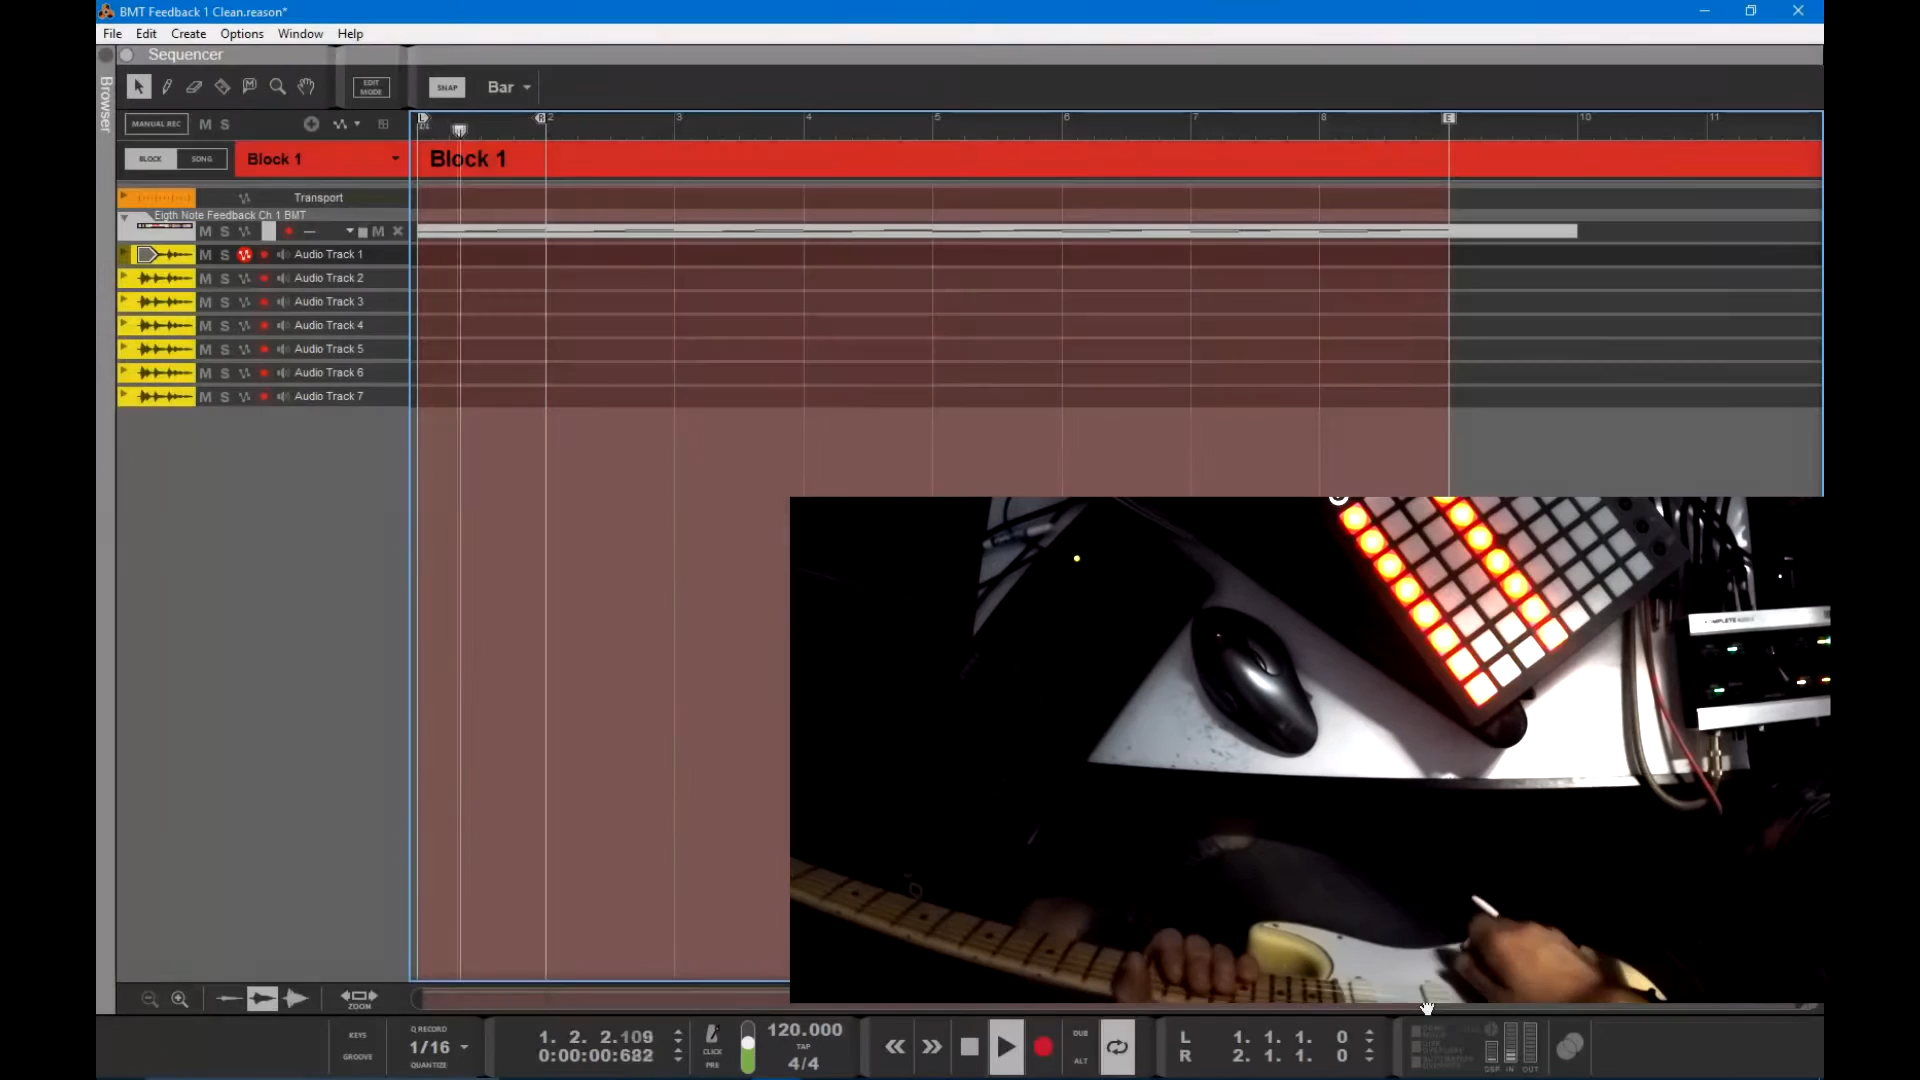 BMT Feedback 1 Clean.reason*
File Edit Create Options Window Help
Sequencer
Browser
EDIT MODE
SNAP
Bar
MANUAL REC M S
L 2 3 4 5 6 7 8 E 10 11
BLOCK SONG Block 1
Block 1
Transport
Eigth Note Feedback Ch 1 BMT
M S M
M S Audio Track 1
M S Audio Track 2
M S Audio Track 3
M S Audio Track 4
M S Audio Track 5
M S Audio Track 6
M S Audio Track 7
ZOOM
KEYS
GROOVE
Q RECORD
1/16
QUANTIZE
1. 2. 2.109
0:00:00:682
CLICK
PRE
120.000
TAP
4/4
DUB
ALT
L 1. 1. 1. 0
R 2. 1. 1. 0
DSP IN OUT